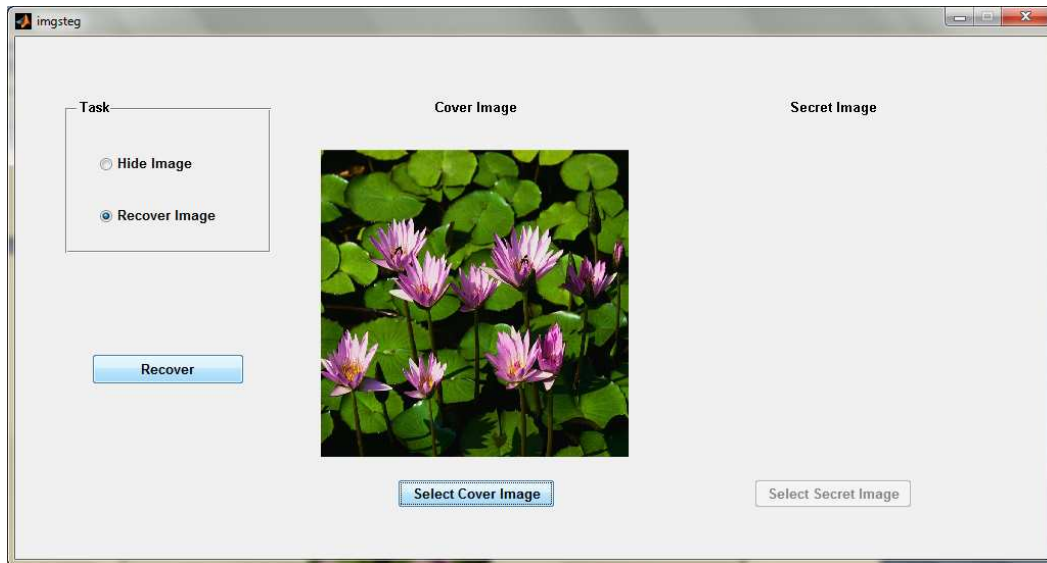 imgsteg
Task
Cover Image
Secret Image
Hide Image
Recover Image
Recover
Select Cover Image
Select Secret Image